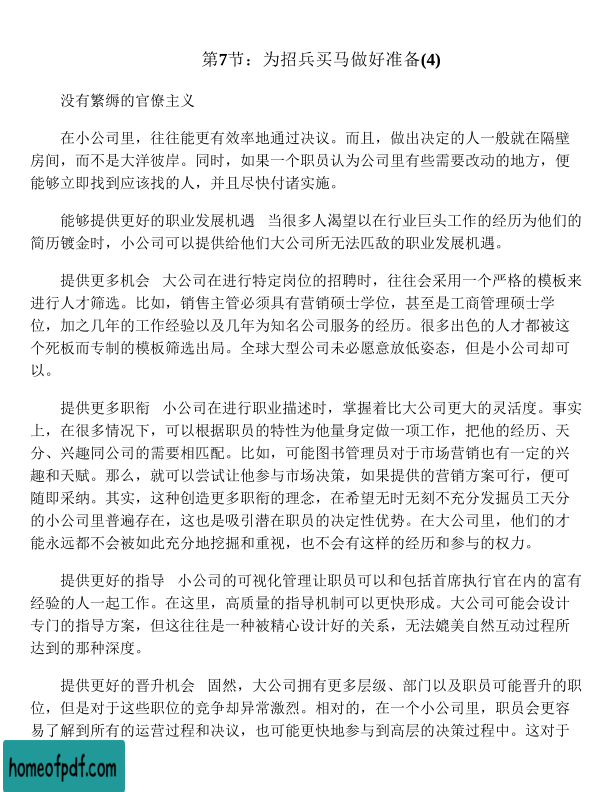 第7节：为招兵买马做好准备(4)
没有繁缛的官僚主义
在小公司里，往往能更有效率地通过决议。而且，做出决定的人一般就在隔壁
房间，而不是大洋彼岸。同时，如果一个职员认为公司里有些需要改动的地方，便
能够立即找到应该找的人，并且尽快付诸实施。
能够提供更好的职业发展机遇 当很多人渴望以在行业巨头工作的经历为他们的
简历镀金时，小公司可以提供给他们大公司所无法匹敌的职业发展机遇。
提供更多机会 大公司在进行特定岗位的招聘时，往往会采用一个严格的模板来
进行人才筛选。比如，销售主管必须具有营销硕士学位，甚至是工商管理硕士学
位，加之几年的工作经验以及几年为知名公司服务的经历。很多出色的人才都被这
个死板而专制的模板筛选出局。全球大型公司未必愿意放低姿态，但是小公司却可
以。
提供更多职衔 小公司在进行职业描述时，掌握着比大公司更大的灵活度。事实
上，在很多情况下，可以根据职员的特性为他量身定做一项工作，把他的经历、天
分、兴趣同公司的需要相匹配。比如，可能图书管理员对于市场营销也有一定的兴
趣和天赋。那么，就可以尝试让他参与市场决策，如果提供的营销方案可行，便可
随即采纳。其实，这种创造更多职衔的理念，在希望无时无刻不充分发掘员工天分
的小公司里普遍存在，这也是吸引潜在职员的决定性优势。在大公司里，他们的才
能永远都不会被如此充分地挖掘和重视，也不会有这样的经历和参与的权力。
提供更好的指导 小公司的可视化管理让职员可以和包括首席执行官在内的富有
经验的人一起工作。在这里，高质量的指导机制可以更快形成。大公司可能会设计
专门的指导方案，但这往往是一种被精心设计好的关系，无法媲美自然互动过程所
达到的那种深度。
提供更好的晋升机会 固然，大公司拥有更多层级、部门以及职员可能晋升的职
位，但是对于这些职位的竞争却异常激烈。相对的，在一个小公司里，职员会更容
易了解到所有的运营过程和决议，也可能更快地参与到高层的决策过程中。这对于
homeofpdf.com